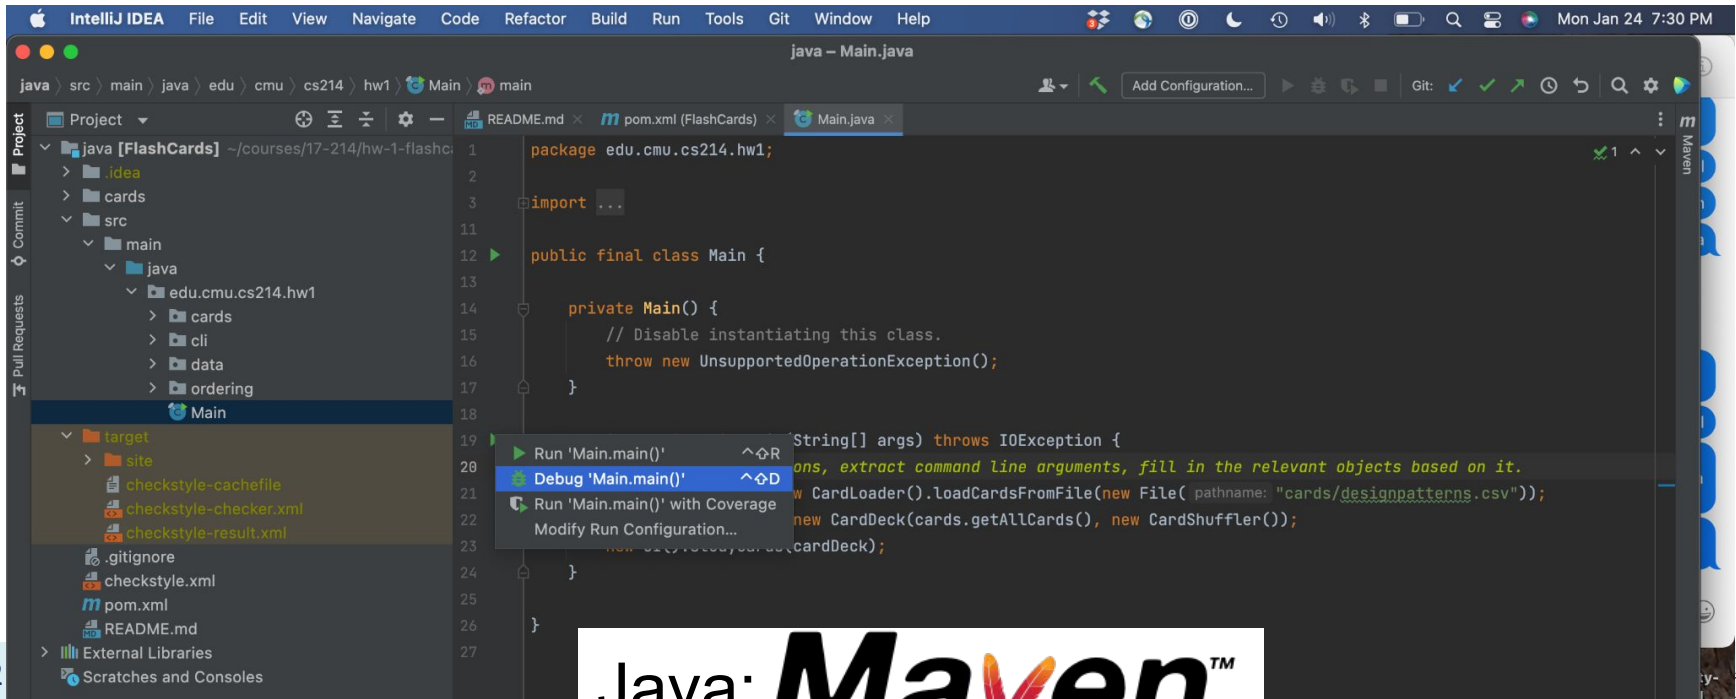 IntelliJ IDEA File Edit View Navigate Code Refactor Build Run Tools Git Window Help 3 Mon Jan 24 7:30 PM
java – Main.java
java src main java edu cmu cs214 hw1 Main m main Add Configuration... Git:
Project README.md m pom.xml (FlashCards) Main.java m
java [FlashCards] ~/courses/17-214/hw-1-flashc
.idea
cards
src
main
java
edu.cmu.cs214.hw1
cards
cli
data
ordering
Main
target
site
checkstyle-cachefile
checkstyle-checker.xml
checkstyle-result.xml
.gitignore
checkstyle.xml
m pom.xml
README.md
External Libraries
Scratches and Consoles
Project
Commit
Pull Requests
Maven
1 package edu.cmu.cs214.hw1; 1
2
3 import ...
11
12 public final class Main {
13
14 private Main() {
15 // Disable instantiating this class.
16 throw new UnsupportedOperationException();
17 }
18
19 String[] args) throws IOException {
20 ons, extract command line arguments, fill in the relevant objects based on it.
21 w CardLoader().loadCardsFromFile(new File( pathname: "cards/designpatterns.csv"));
22 new CardDeck(cards.getAllCards(), new CardShuffler());
23 cardDeck);
24 }
25
26 }
27
Run 'Main.main()' ^⇧R
Debug 'Main.main()' ^⇧D
Run 'Main.main()' with Coverage
Modify Run Configuration...
Java: Maven™